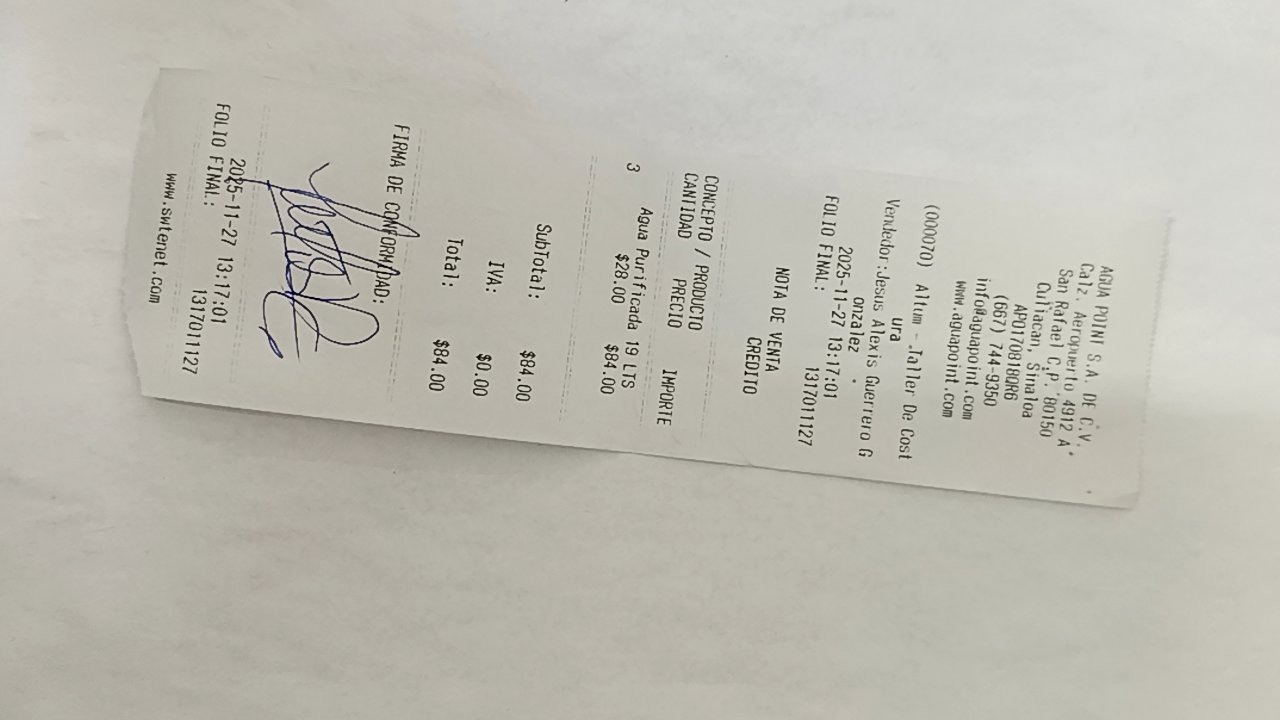 AGUA POINT S.A. DE C.V.
Calz. Aeropuerto 4912 A
San Rafael C.P. 80150
Culiacan, Sinaloa
APO170818QR6
(667) 744-9350
info@aguapoint.com
www.aguapoint.com
(000070) Altum - Taller De Cost
ura
Vendedor:Jesus Alexis Guerrero G
onzalez
2025-11-27 13:17:01
FOLIO FINAL: 1317011127
NOTA DE VENTA
CREDITO
CONCEPTO / PRODUCTO
CANTIDAD PRECIO IMPORTE
3 Agua Purificada 19 LTS
$28.00 $84.00
SubTotal: $84.00
IVA: $0.00
Total: $84.00
FIRMA DE CONFORMIDAD:
2025-11-27 13:17:01
FOLIO FINAL: 1317011127
www.swtenet.com